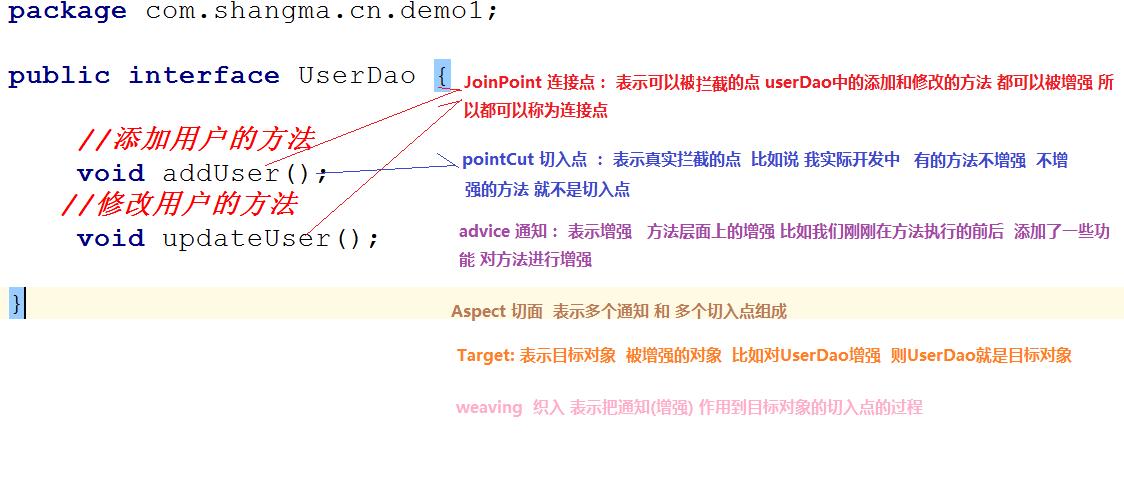 package com.shangma.cn.demo1;
public interface UserDao {
JoinPoint 连接点： 表示可以被拦截的点 userDao中的添加和修改的方法 都可以被增强 所
以都可以称为连接点
//添加用户的方法
void addUser();
pointCut 切入点 ： 表示真实拦截的点 比如说 我实际开发中 有的方法不增强 不增
强的方法 就不是切入点
//修改用户的方法
void updateUser();
advice 通知： 表示增强 方法层面上的增强 比如我们刚刚在方法执行的前后 添加了一些功
能 对方法进行增强
}
Aspect 切面 表示多个通知 和 多个切入点组成
Target: 表示目标对象 被增强的对象 比如对UserDao增强 则UserDao就是目标对象
weaving 织入 表示把通知(增强) 作用到目标对象的切入点的过程